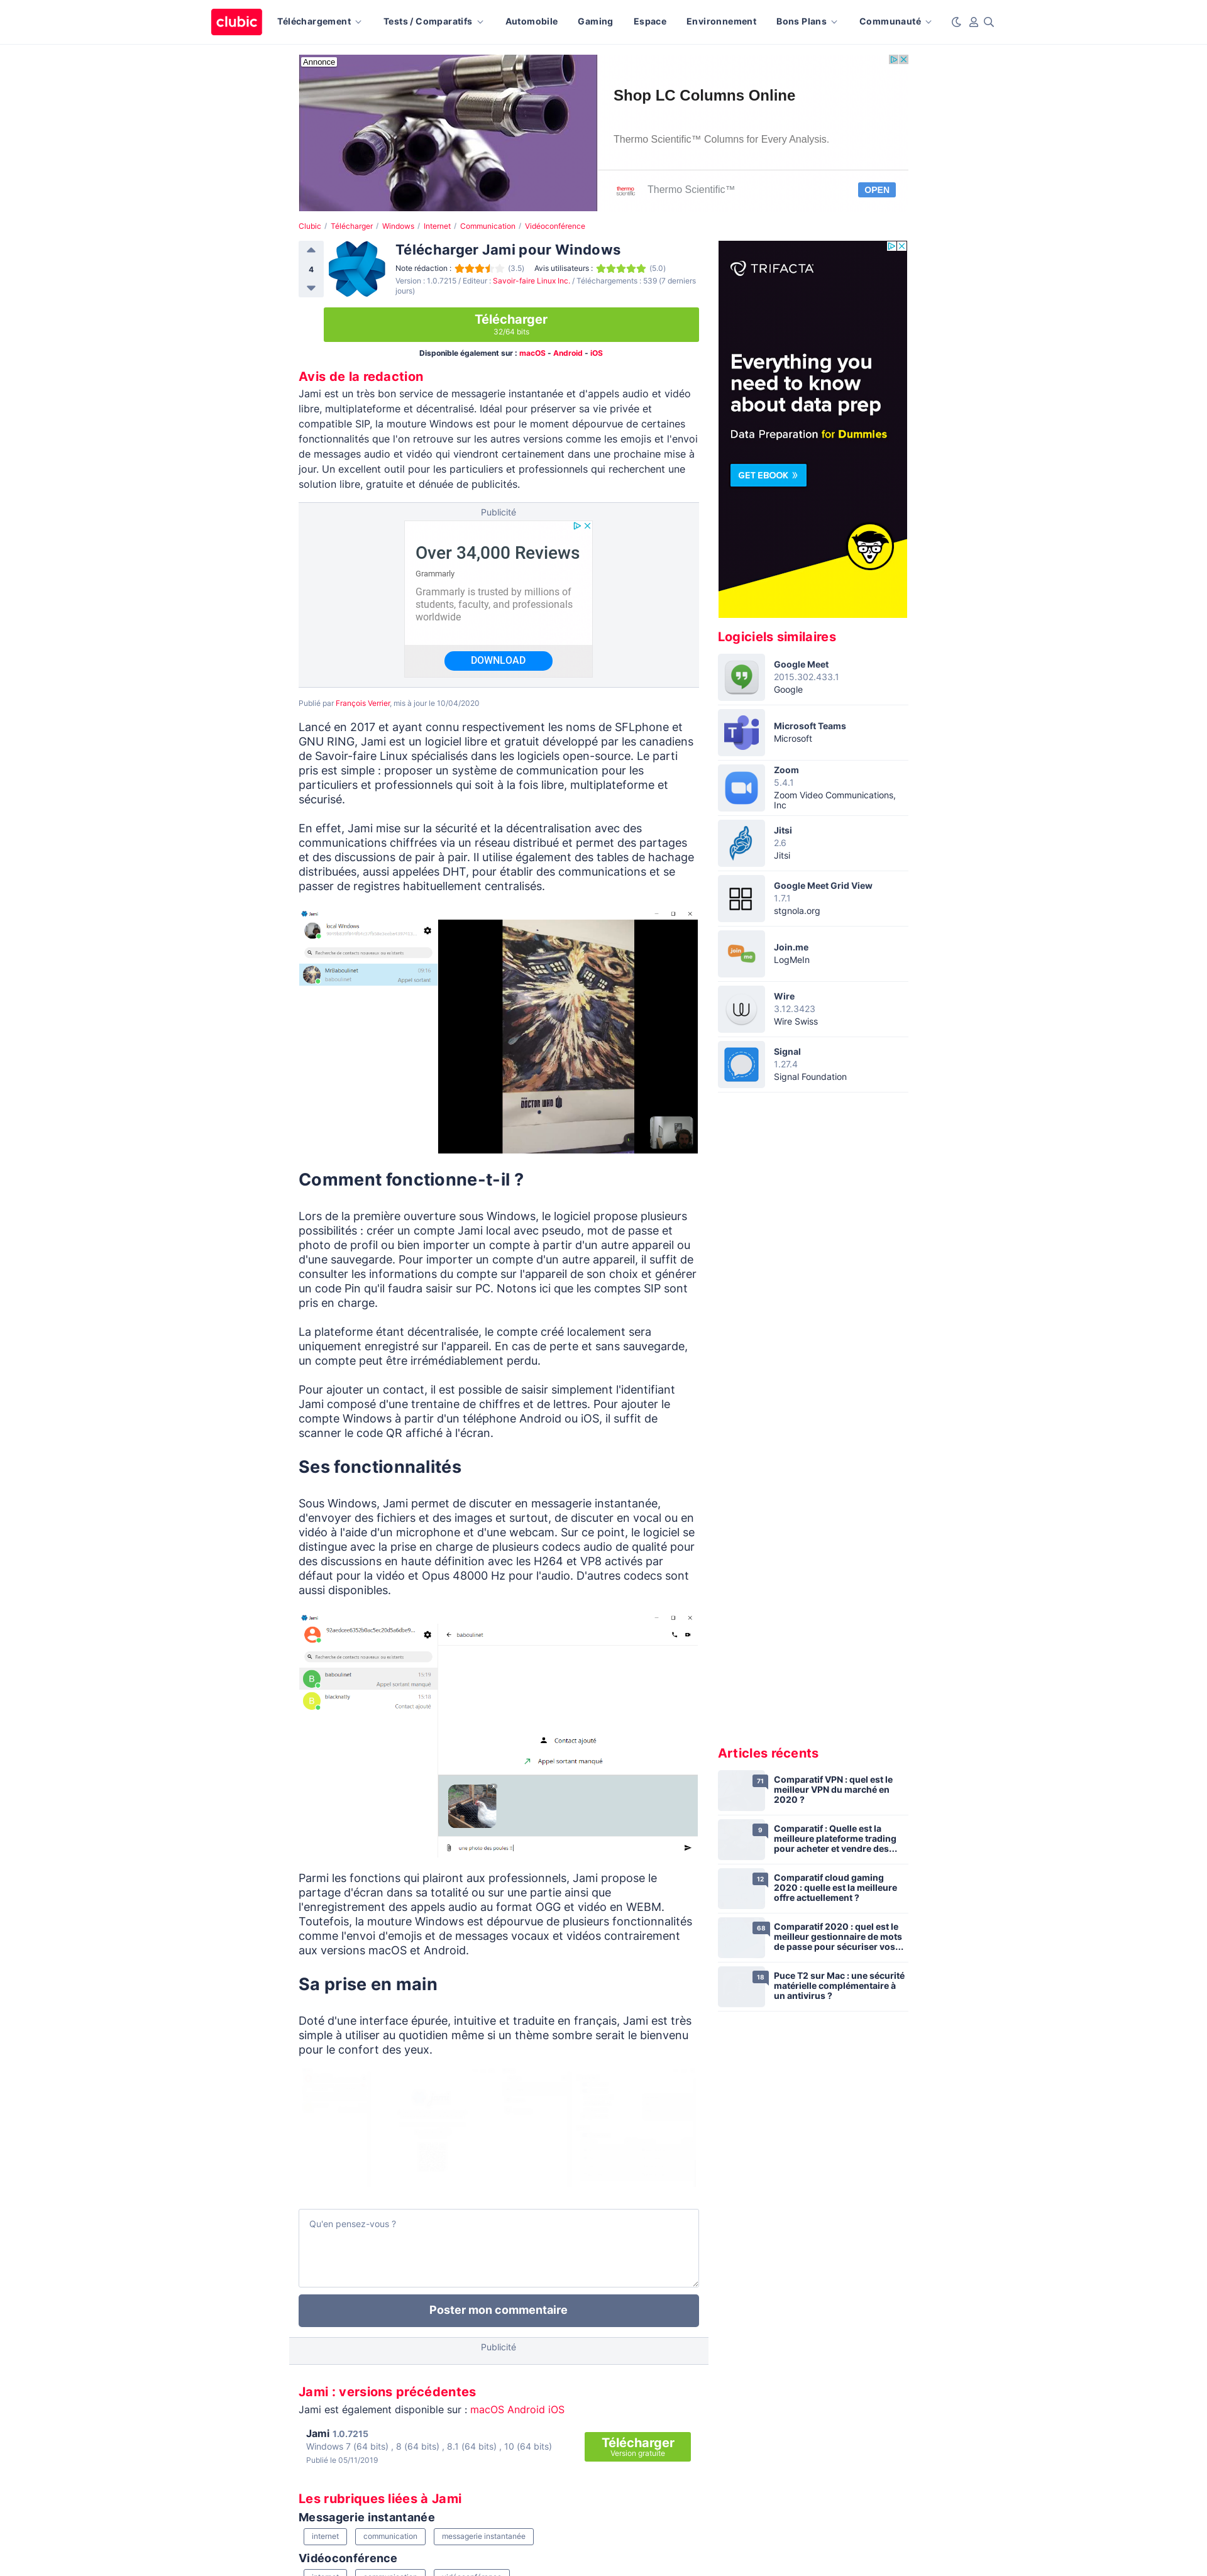 clubic
Téléchargement
Tests / Comparatifs
Automobile
Gaming
Espace
Environnement
Bons Plans
Communauté
Annonce
Shop LC Columns Online
Thermo Scientific™ Columns for Every Analysis.
thermo
scientific
Thermo Scientific™
OPEN
Clubic / Télécharger / Windows / Internet / Communication / Vidéoconférence
4
Télécharger Jami pour Windows
Note rédaction : (3.5) Avis utilisateurs : (5.0)
Version : 1.0.7215 / Editeur : Savoir-faire Linux Inc. / Téléchargements : 539 (7 derniers
jours)
Télécharger
32/64 bits
Disponible également sur : macOS - Android - iOS
Avis de la redaction
Jami est un très bon service de messagerie instantanée et d'appels audio et vidéo
libre, multiplateforme et décentralisé. Idéal pour préserver sa vie privée et
compatible SIP, la mouture Windows est pour le moment dépourvue de certaines
fonctionnalités que l'on retrouve sur les autres versions comme les emojis et l'envoi
de messages audio et vidéo qui viendront certainement dans une prochaine mise à
jour. Un excellent outil pour les particuliers et professionnels qui recherchent une
solution libre, gratuite et dénuée de publicités.
Publicité
Over 34,000 Reviews
Grammarly
Grammarly is trusted by millions of
students, faculty, and professionals
worldwide
DOWNLOAD
Publié par François Verrier, mis à jour le 10/04/2020
Lancé en 2017 et ayant connu respectivement les noms de SFLphone et
GNU RING, Jami est un logiciel libre et gratuit développé par les canadiens
de Savoir-faire Linux spécialisés dans les logiciels open-source. Le parti
pris est simple : proposer un système de communication pour les
particuliers et professionnels qui soit à la fois libre, multiplateforme et
sécurisé.
En effet, Jami mise sur la sécurité et la décentralisation avec des
communications chiffrées via un réseau distribué et permet des partages
et des discussions de pair à pair. Il utilise également des tables de hachage
distribuées, aussi appelées DHT, pour établir des communications et se
passer de registres habituellement centralisés.
Jami
local Windows
Recherche de contacts nouveaux ou existants
MrBaboulinet
baboulinet
Appel sortant
DOCTOR WHO
Comment fonctionne-t-il ?
Lors de la première ouverture sous Windows, le logiciel propose plusieurs
possibilités : créer un compte Jami local avec pseudo, mot de passe et
photo de profil ou bien importer un compte à partir d'un autre appareil ou
d'une sauvegarde. Pour importer un compte d'un autre appareil, il suffit de
consulter les informations du compte sur l'appareil de son choix et générer
un code Pin qu'il faudra saisir sur PC. Notons ici que les comptes SIP sont
pris en charge.
La plateforme étant décentralisée, le compte créé localement sera
uniquement enregistré sur l'appareil. En cas de perte et sans sauvegarde,
un compte peut être irrémédiablement perdu.
Pour ajouter un contact, il est possible de saisir simplement l'identifiant
Jami composé d'une trentaine de chiffres et de lettres. Pour ajouter le
compte Windows à partir d'un téléphone Android ou iOS, il suffit de
scanner le code QR affiché à l'écran.
Ses fonctionnalités
Sous Windows, Jami permet de discuter en messagerie instantanée,
d'envoyer des fichiers et des images et surtout, de discuter en vocal ou en
vidéo à l'aide d'un microphone et d'une webcam. Sur ce point, le logiciel se
distingue avec la prise en charge de plusieurs codecs audio de qualité pour
des discussions en haute définition avec les H264 et VP8 activés par
défaut pour la vidéo et Opus 48000 Hz pour l'audio. D'autres codecs sont
aussi disponibles.
Jami
baboulinet
Recherche de contacts nouveaux ou existants
B
baboulinet
15:19
Appel sortant manqué
B
blacknally
15:18
Contact ajouté
Contact ajouté
Appel sortant manqué
une photo des poules :)
Parmi les fonctions qui plairont aux professionnels, Jami propose le
partage d'écran dans sa totalité ou sur une partie ainsi que
l'enregistrement des appels audio au format OGG et vidéo en WEBM.
Toutefois, la mouture Windows est dépourvue de plusieurs fonctionnalités
comme l'envoi d'emojis et de messages vocaux et vidéos contrairement
aux versions macOS et Android.
Sa prise en main
Doté d'une interface épurée, intuitive et traduite en français, Jami est très
simple à utiliser au quotidien même si un thème sombre serait le bienvenu
pour le confort des yeux.
Qu'en pensez-vous ?
Poster mon commentaire
Publicité
Jami : versions précédentes
Jami est également disponible sur : macOS Android iOS
Jami 1.0.7215
Windows 7 (64 bits) , 8 (64 bits) , 8.1 (64 bits) , 10 (64 bits)
Publié le 05/11/2019
Télécharger
Version gratuite
Les rubriques liées à Jami
Messagerie instantanée
internet
communication
messagerie instantanée
Vidéoconférence
TRIFACTA
Everything you
need to know
about data prep
Data Preparation for Dummies
GET EBOOK
Logiciels similaires
Google Meet
2015.302.433.1
Google
Microsoft Teams
Microsoft
Zoom
5.4.1
Zoom Video Communications,
Inc
Jitsi
2.6
Jitsi
Google Meet Grid View
1.7.1
stgnola.org
join
me
Join.me
LogMeIn
Wire
3.12.3423
Wire Swiss
Signal
1.27.4
Signal Foundation
Articles récents
71
Comparatif VPN : quel est le
meilleur VPN du marché en
2020 ?
9
Comparatif : Quelle est la
meilleure plateforme trading
pour acheter et vendre des...
12
Comparatif cloud gaming
2020 : quelle est la meilleure
offre actuellement ?
68
Comparatif 2020 : quel est le
meilleur gestionnaire de mots
de passe pour sécuriser vos...
18
Puce T2 sur Mac : une sécurité
matérielle complémentaire à
un antivirus ?